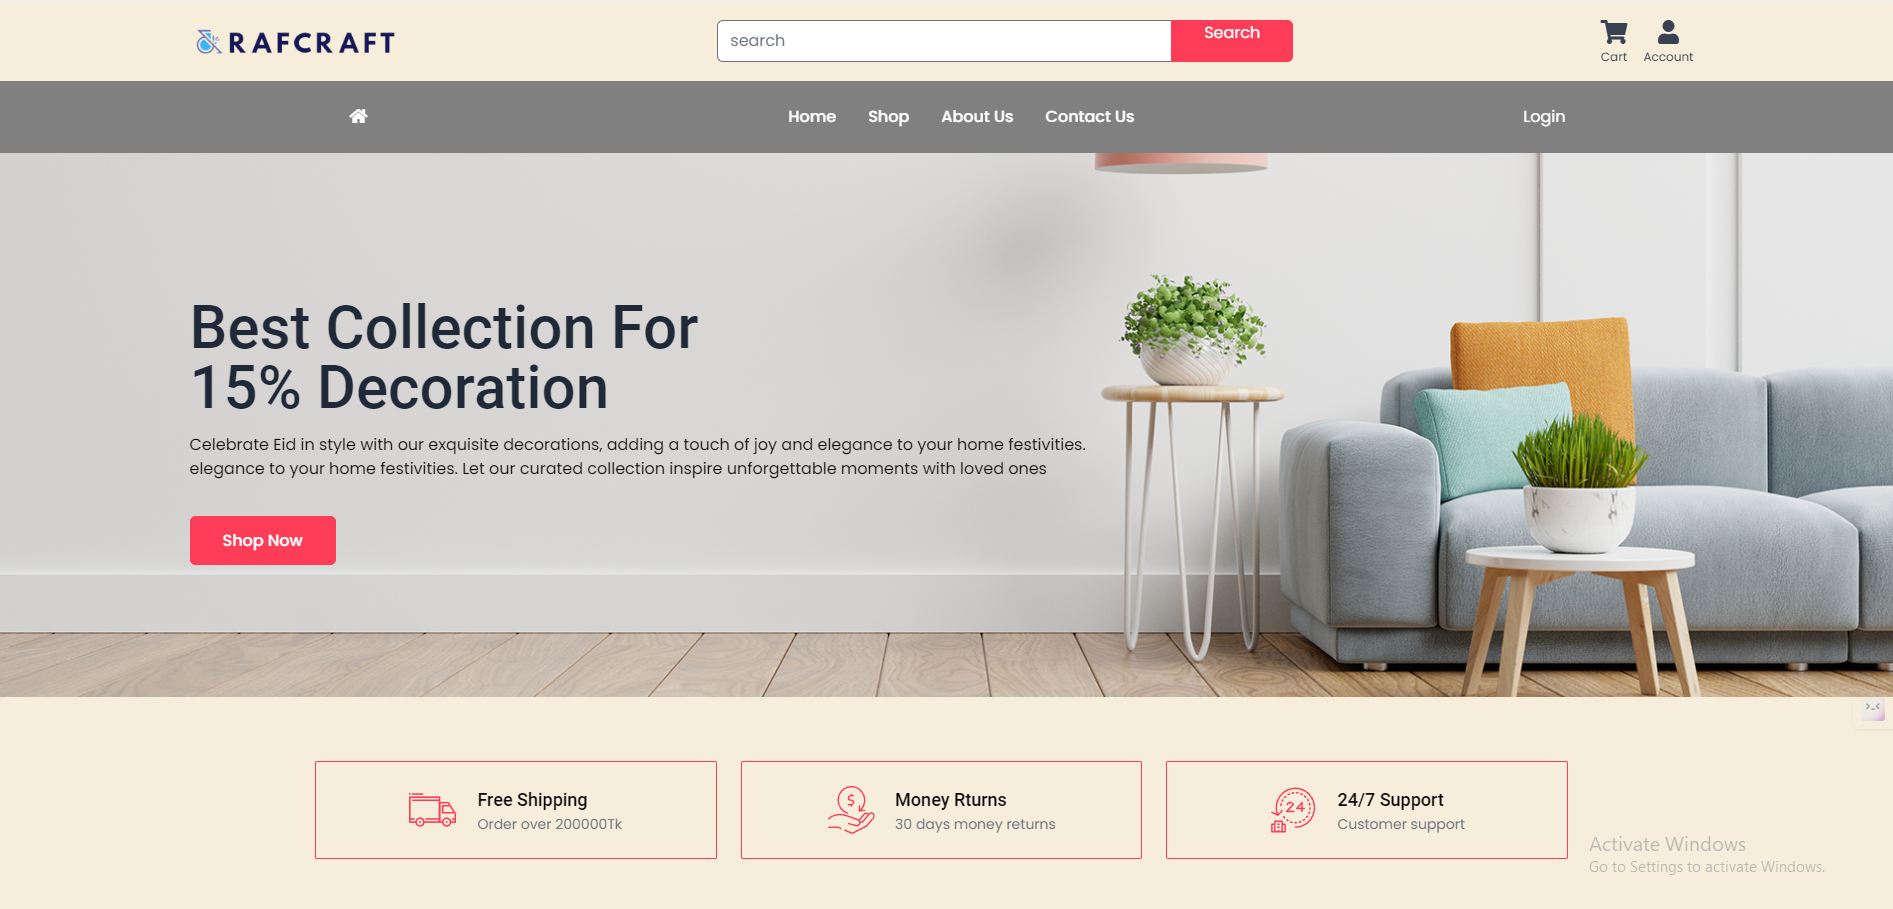 RAFCRAFT
search
Search
Cart
Account
Home
Shop
About Us
Contact Us
Login
Best Collection For
15% Decoration
Celebrate Eid in style with our exquisite decorations, adding a touch of joy and elegance to your home festivities.
elegance to your home festivities. Let our curated collection inspire unforgettable moments with loved ones
Shop Now
$
Free Shipping
Order over 200000Tk
Money Rturns
30 days money returns
24
24/7 Support
Customer support
Activate Windows
Go to Settings to activate Windows.